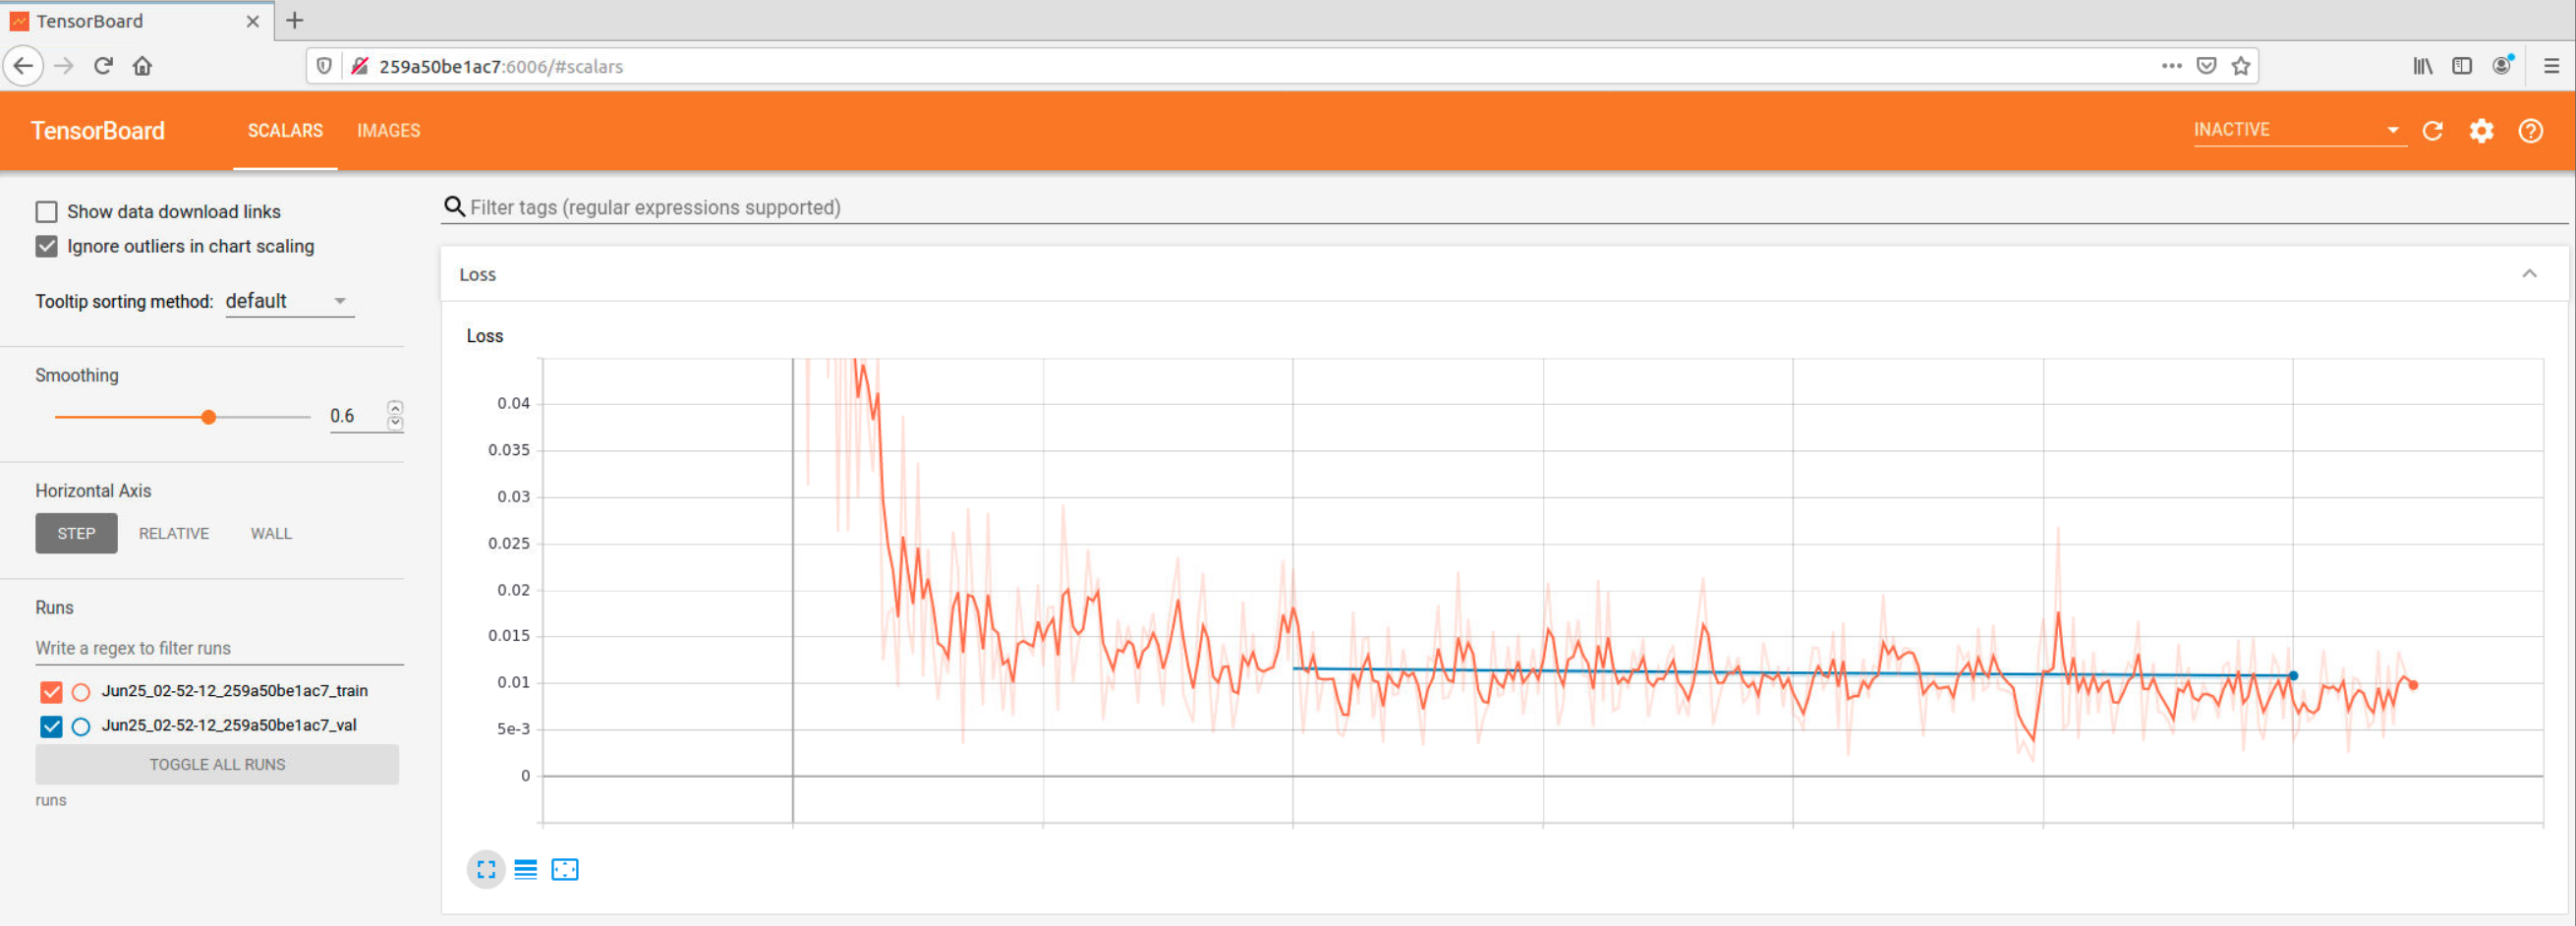 TensorBoard
259a50be1ac7:6006/#scalars
TensorBoard SCALARS IMAGES INACTIVE
Show data download links
Ignore outliers in chart scaling
Tooltip sorting method: default
Smoothing
0.6
Horizontal Axis
STEP RELATIVE WALL
Runs
Write a regex to filter runs
Jun25_02-52-12_259a50be1ac7_train
Jun25_02-52-12_259a50be1ac7_val
TOGGLE ALL RUNS
runs
Filter tags (regular expressions supported)
Loss
Loss
0.04
0.035
0.03
0.025
0.02
0.015
0.01
5e-3
0